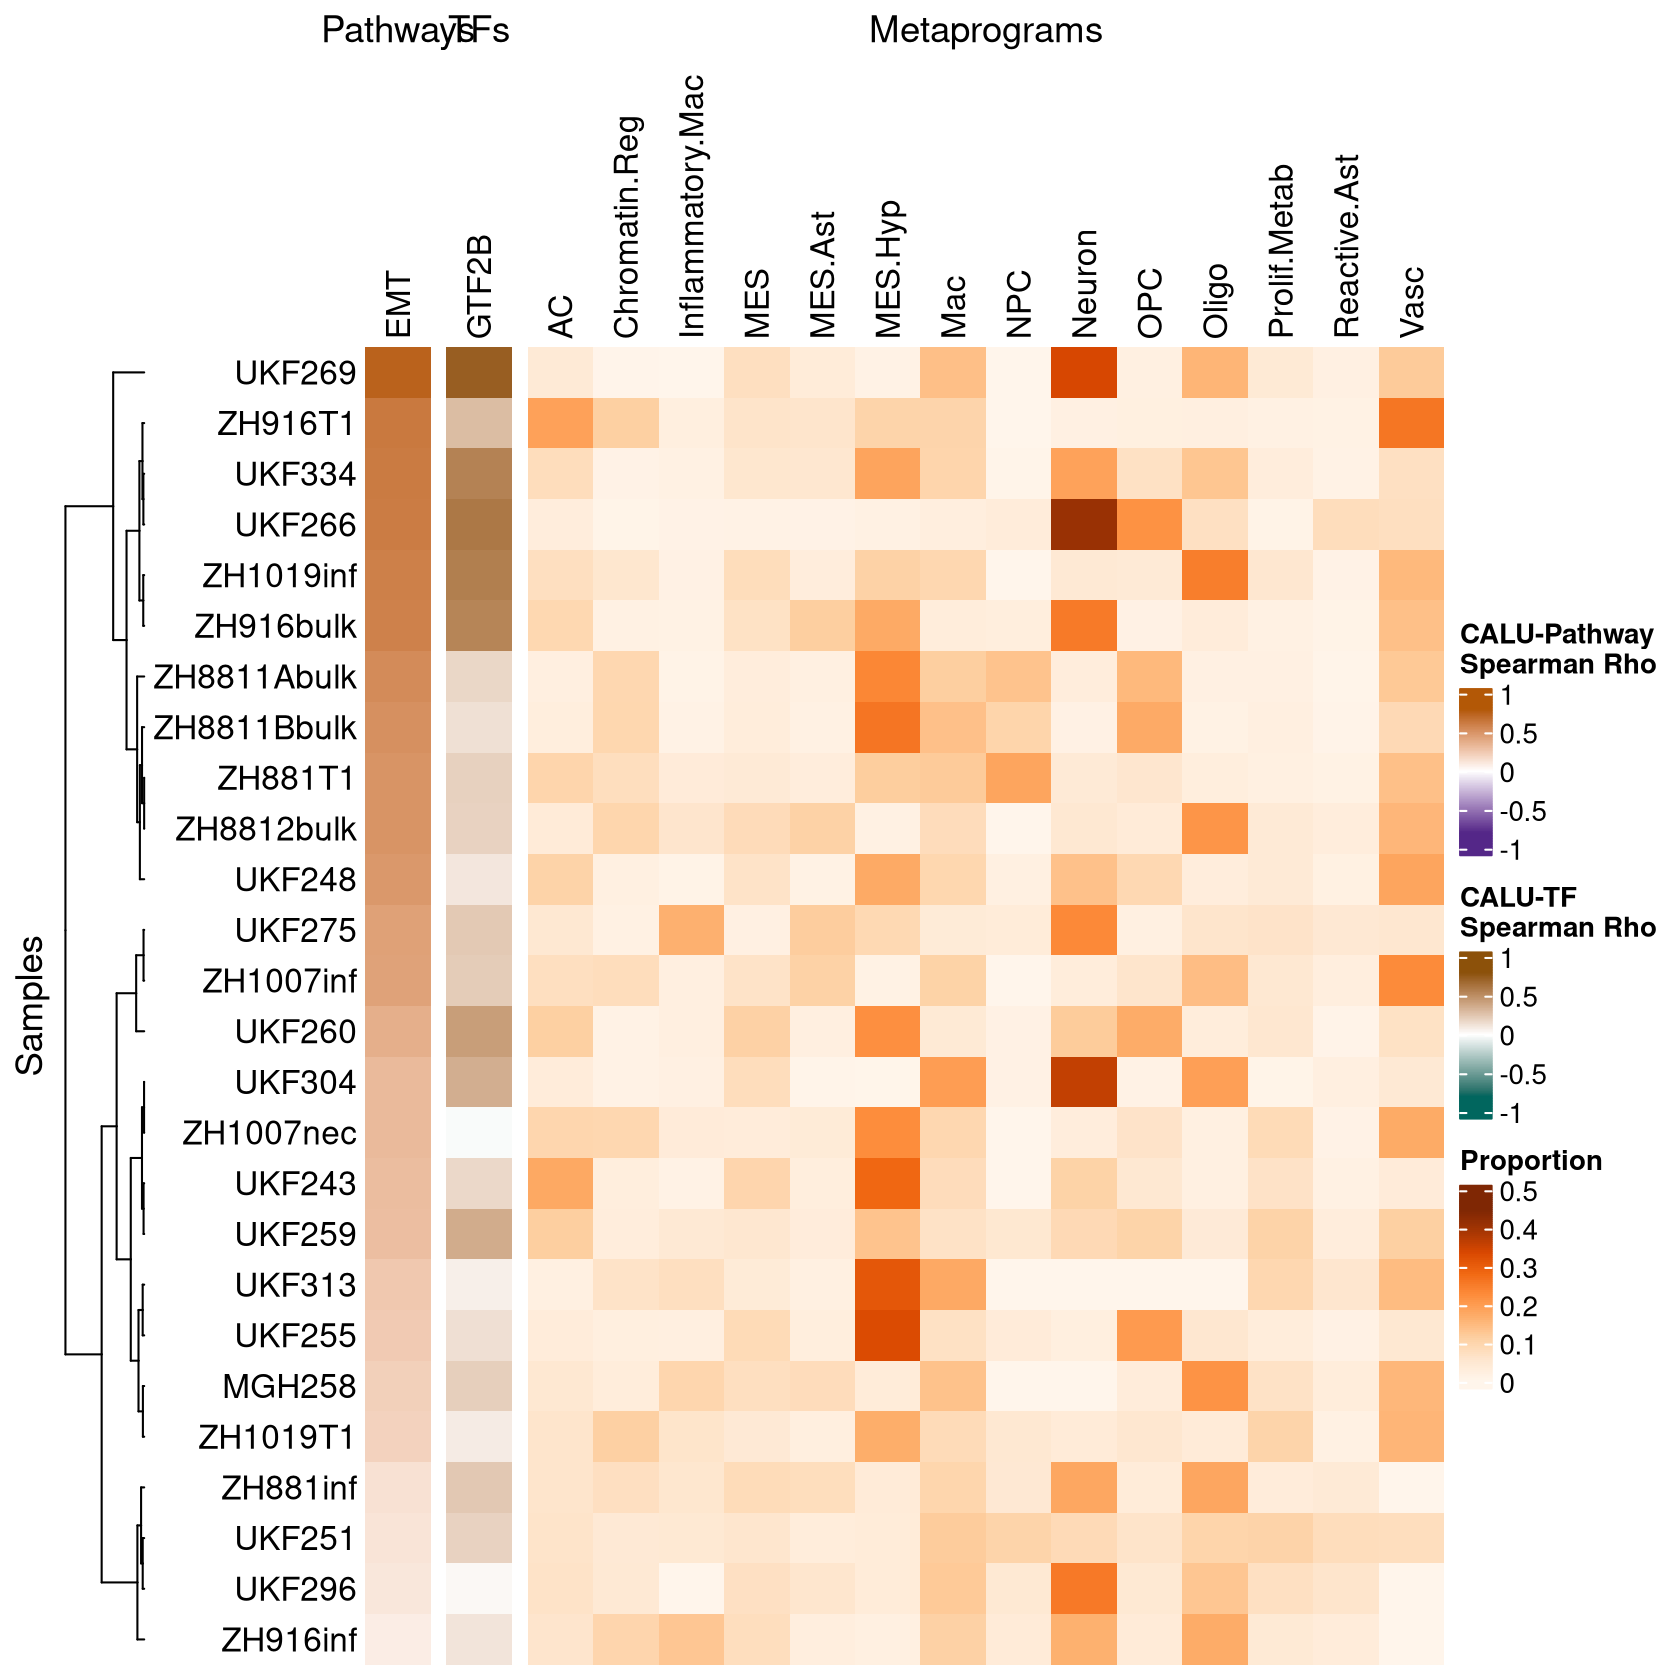 Pathways TFs Metaprograms
EMT
GTF2B
AC
Chromatin.Reg
Inflammatory.Mac
MES
MES.Ast
MES.Hyp
Mac
NPC
Neuron
OPC
Oligo
Prolif.Metab
Reactive.Ast
Vasc
Samples
UKF269
ZH916T1
UKF334
UKF266
ZH1019inf
ZH916bulk
ZH8811Abulk
ZH8811Bbulk
ZH881T1
ZH8812bulk
UKF248
UKF275
ZH1007inf
UKF260
UKF304
ZH1007nec
UKF243
UKF259
UKF313
UKF255
MGH258
ZH1019T1
ZH881inf
UKF251
UKF296
ZH916inf
CALU-Pathway
Spearman Rho
1
0.5
0
-0.5
-1
CALU-TF
Spearman Rho
1
0.5
0
-0.5
-1
Proportion
0.5
0.4
0.3
0.2
0.1
0